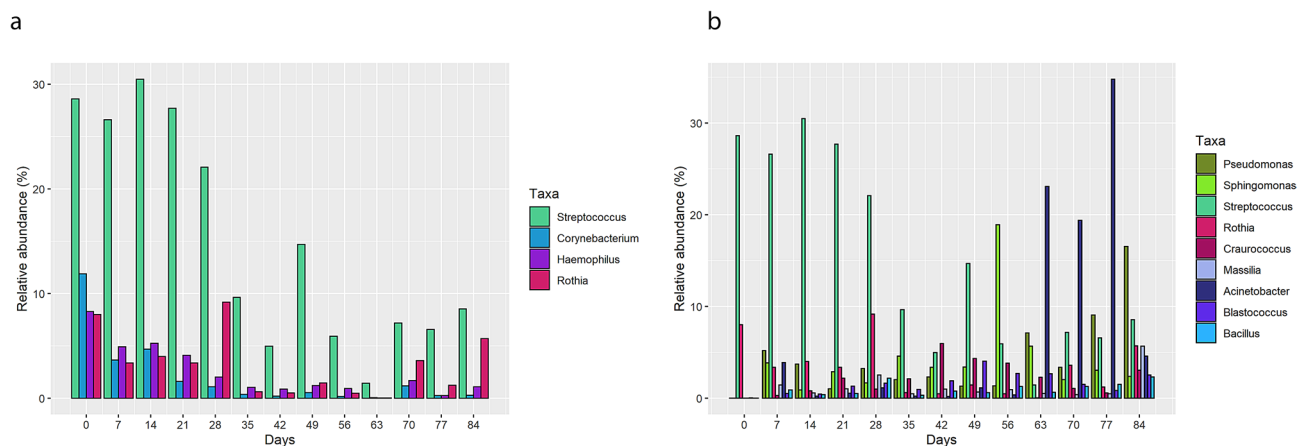 a
Relative abundance (%)
30
20
10
0
0 7 14 21 28 35 42 49 56 63 70 77 84
Days
Taxa
Streptococcus
Corynebacterium
Haemophilus
Rothia
b
Relative abundance (%)
30
20
10
0
0 7 14 21 28 35 42 49 56 63 70 77 84
Days
Taxa
Pseudomonas
Sphingomonas
Streptococcus
Rothia
Craurococcus
Massilia
Acinetobacter
Blastococcus
Bacillus